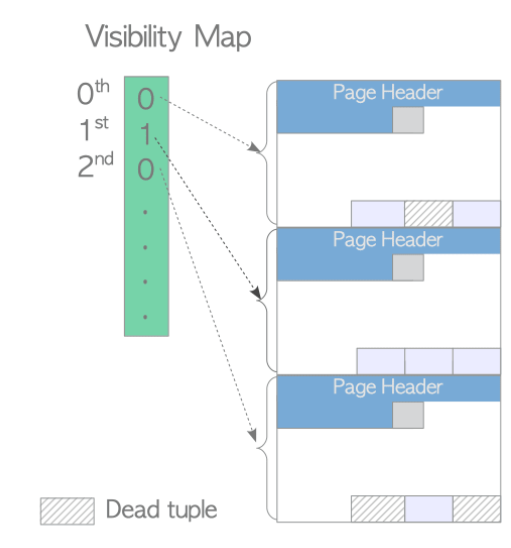 Visibility Map
0th 0
1st 1
2nd 0
Page Header
Page Header
Page Header
Dead tuple